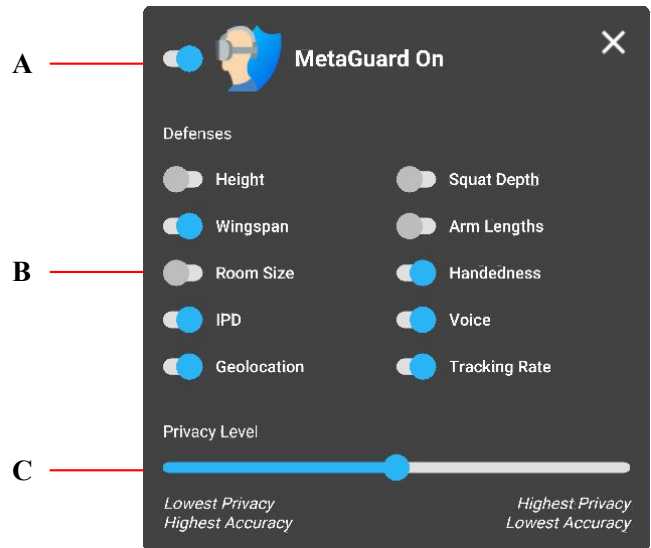 A
MetaGuard On
Defenses
Height
Squat Depth
Wingspan
Arm Lengths
B
Room Size
Handedness
IPD
Voice
Geolocation
Tracking Rate
Privacy Level
C
Lowest Privacy
Highest Accuracy
Highest Privacy
Lowest Accuracy